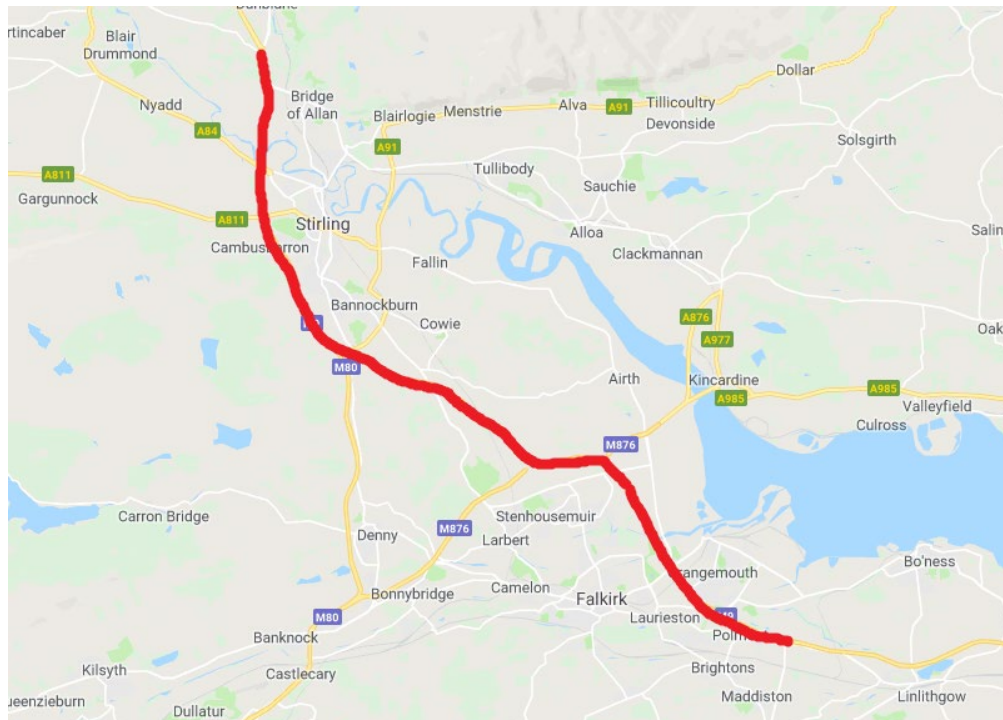 Blair
Drummond
Bridge
of Allan
Nyadd
A84
Blairlogie
Menstrie
Alva
A91
Tillicoultry
Devonside
Dollar
Solsgirth
A91
A811
Gargunnock
A811
Tullibody
Sauchie
Stirling
Alloa
Clackmannan
Fallin
Bannockburn
Cowie
A876
A977
M80
Airth
Kincardine
A985
A985
Valleyfield
Culross
M876
Carron Bridge
Denny
M876
Stenhousemuir
Larbert
Camelon
Bonnybridge
Falkirk
Laurieston
Bo'ness
M80
Banknock
Brightons
Kilsyth
Castlecary
Maddiston
Linlithgow
Dullatur